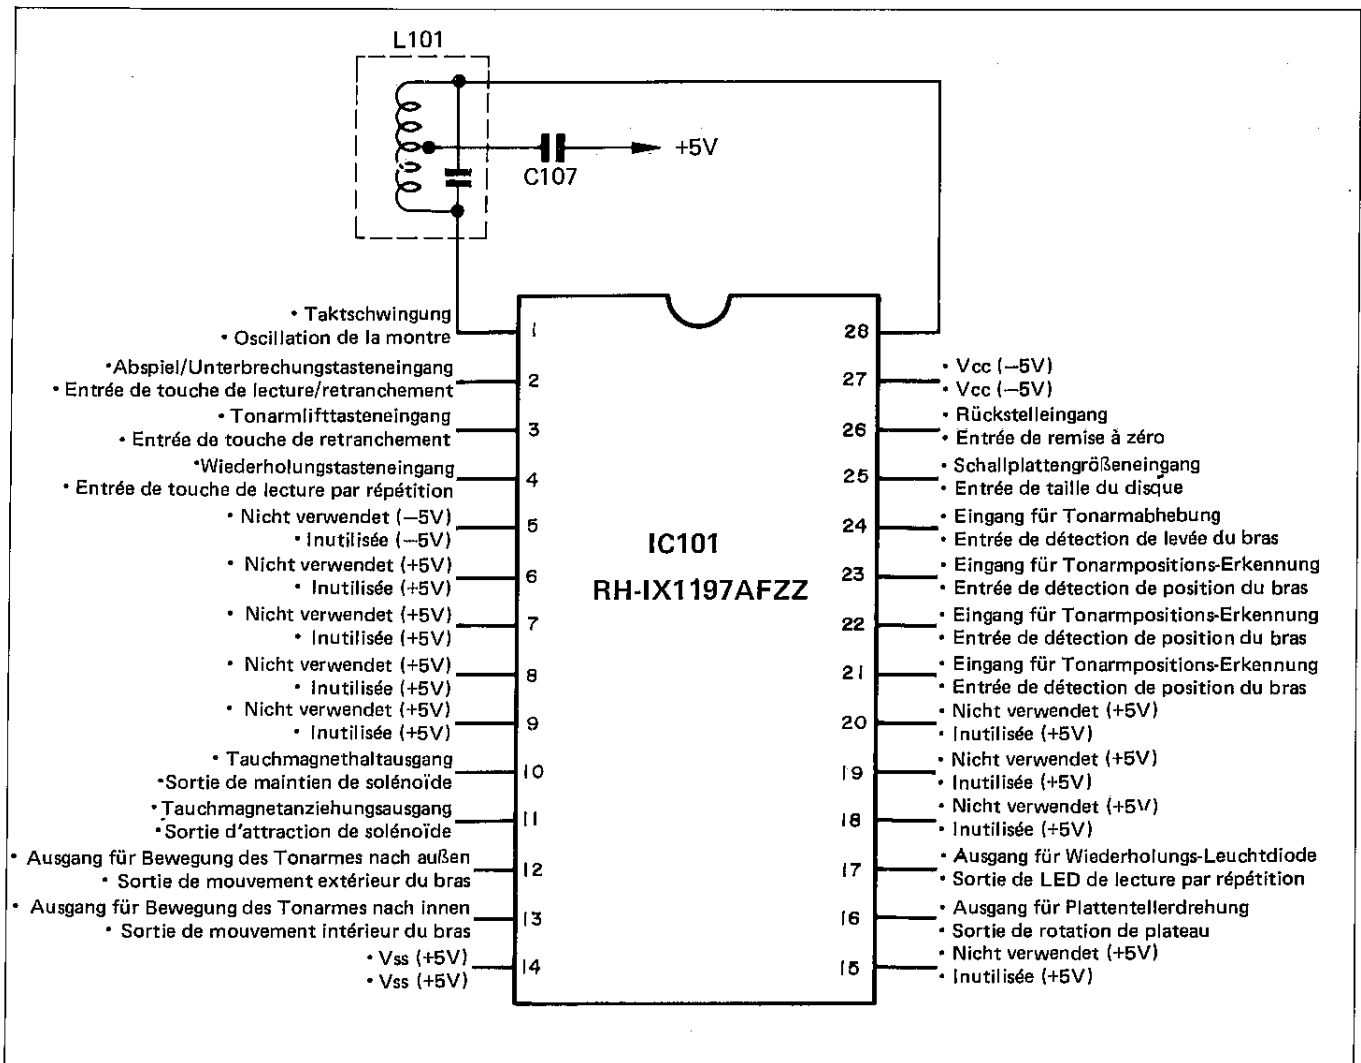 L101
+5V
C107
• Taktschwingung
• Oscillation de la montre
•Abspiel/Unterbrechungstasteneingang
• Entrée de touche de lecture/retranchement
• Tonarmlifttasteneingang
• Entrée de touche de retranchement
•Wiederholungstasteneingang
• Entrée de touche de lecture par répétition
• Nicht verwendet (−5V)
• Inutilisée (−5V)
• Nicht verwendet (+5V)
• Inutilisée (+5V)
• Nicht verwendet (+5V)
• Inutilisée (+5V)
• Nicht verwendet (+5V)
• Inutilisée (+5V)
• Nicht verwendet (+5V)
• Inutilisée (+5V)
• Tauchmagnethaltausgang
•Sortie de maintien de solénoïde
•Tauchmagnetanziehungsausgang
•Sortie d'attraction de solénoïde
• Ausgang für Bewegung des Tonarmes nach außen
• Sortie de mouvement extérieur du bras
• Ausgang für Bewegung des Tonarmes nach innen
• Sortie de mouvement intérieur du bras
• Vss (+5V)
• Vss (+5V)
1
2
3
4
5
6
7
8
9
10
11
12
13
14
IC101
RH-IX1197AFZZ
28
27
26
25
24
23
22
21
20
19
18
17
16
15
• Vcc (−5V)
• Vcc (−5V)
• Rückstelleingang
• Entrée de remise à zéro
• Schallplattengrößeneingang
• Entrée de taille du disque
• Eingang für Tonarmabhebung
• Entrée de détection de levée du bras
• Eingang für Tonarmpositions-Erkennung
• Entrée de détection de position du bras
• Eingang für Tonarmpositions-Erkennung
• Entrée de détection de position du bras
• Eingang für Tonarmpositions-Erkennung
• Entrée de détection de position du bras
• Nicht verwendet (+5V)
• Inutilisée (+5V)
• Nicht verwendet (+5V)
• Inutilisée (+5V)
• Nicht verwendet (+5V)
• Inutilisée (+5V)
• Ausgang für Wiederholungs-Leuchtdiode
• Sortie de LED de lecture par répétition
• Ausgang für Plattentellerdrehung
• Sortie de rotation de plateau
• Nicht verwendet (+5V)
• Inutilisée (+5V)